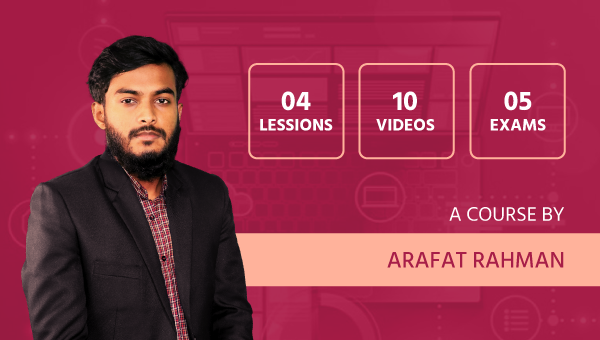 04
LESSIONS
10
VIDEOS
05
EXAMS
A COURSE BY
ARAFAT RAHMAN